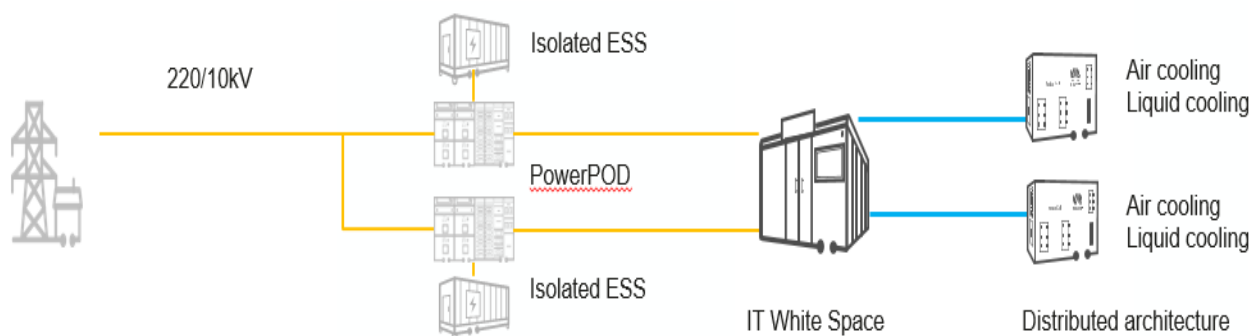 Isolated ESS
220/10kV
Air cooling
Liquid cooling
PowerPOD
Air cooling
Liquid cooling
Isolated ESS
IT White Space
Distributed architecture